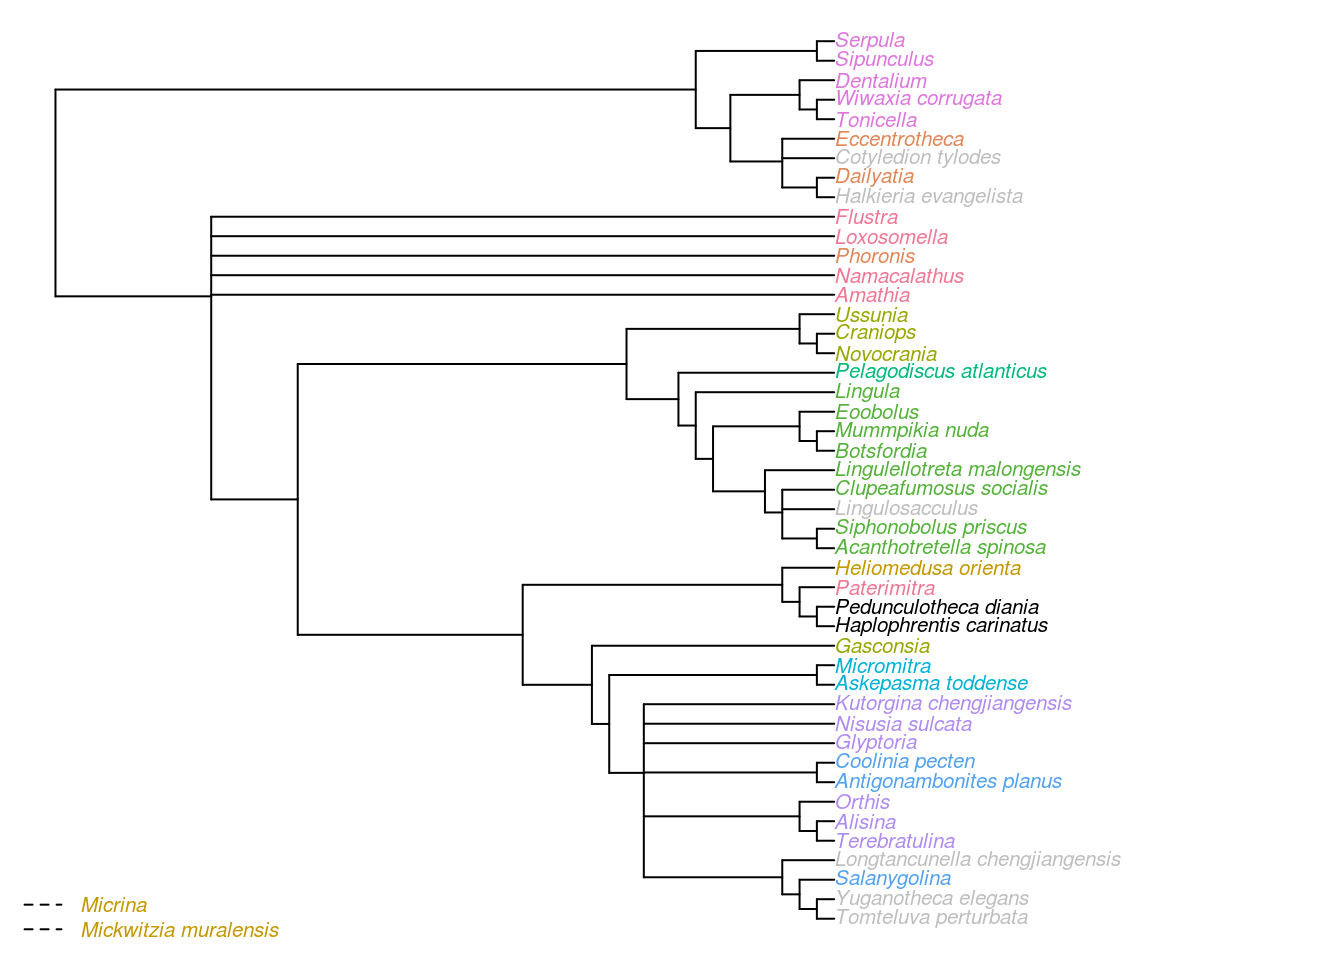 Serpula
Sipunculus
Dentalium
Wiwaxia corrugata
Tonicella
Eccentrotheca
Cotyledion tylodes
Dailyatia
Halkieria evangelista
Flustra
Loxosomella
Phoronis
Namacalathus
Amathia
Ussunia
Craniops
Novocrania
Pelagodiscus atlanticus
Lingula
Eoobolus
Mummpikia nuda
Botsfordia
Lingulellotreta malongensis
Clupeafumosus socialis
Lingulosacculus
Siphonobolus priscus
Acanthotretella spinosa
Heliomedusa orienta
Paterimitra
Pedunculotheca diania
Haplophrentis carinatus
Gasconsia
Micromitra
Askepasma toddense
Kutorgina chengjiangensis
Nisusia sulcata
Glyptoria
Coolinia pecten
Antigonambonites planus
Orthis
Alisina
Terebratulina
Longtancunella chengjiangensis
Salanygolina
Yuganotheca elegans
Tomteluva perturbata
Micrina
Mickwitzia muralensis